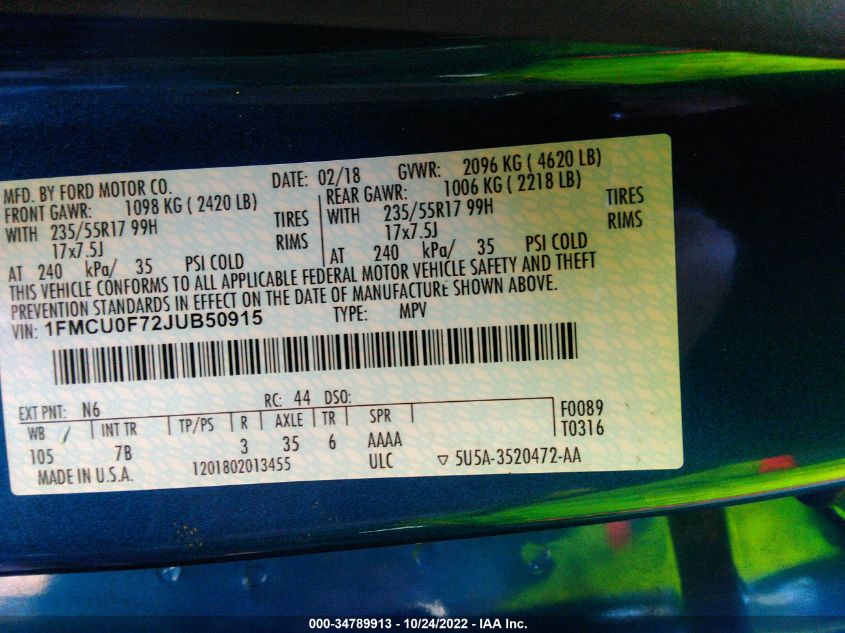 MFD. BY FORD MOTOR CO. DATE: 02/18 GVWR: 2096 KG ( 4620 LB)
FRONT GAWR: 1098 KG ( 2420 LB) REAR GAWR: 1006 KG ( 2218 LB)
WITH 235/55R17 99H TIRES WITH 235/55R17 99H TIRES
17x7.5J RIMS 17x7.5J RIMS
AT 240 kPa/ 35 PSI COLD AT 240 kPa/ 35 PSI COLD
THIS VEHICLE CONFORMS TO ALL APPLICABLE FEDERAL MOTOR VEHICLE SAFETY AND THEFT
PREVENTION STANDARDS IN EFFECT ON THE DATE OF MANUFACTURE SHOWN ABOVE.
VIN: 1FMCU0F72JUB50915 TYPE: MPV
EXT PNT: N6 RC: 44 DSO:
WB INT TR TP/PS R AXLE TR SPR F0089
105 7B 3 35 6 AAAA T0316
MADE IN U.S.A. 1201802013455 ULC ▽ 5U5A-3520472-AA
000-34789913 - 10/24/2022 - IAA Inc.